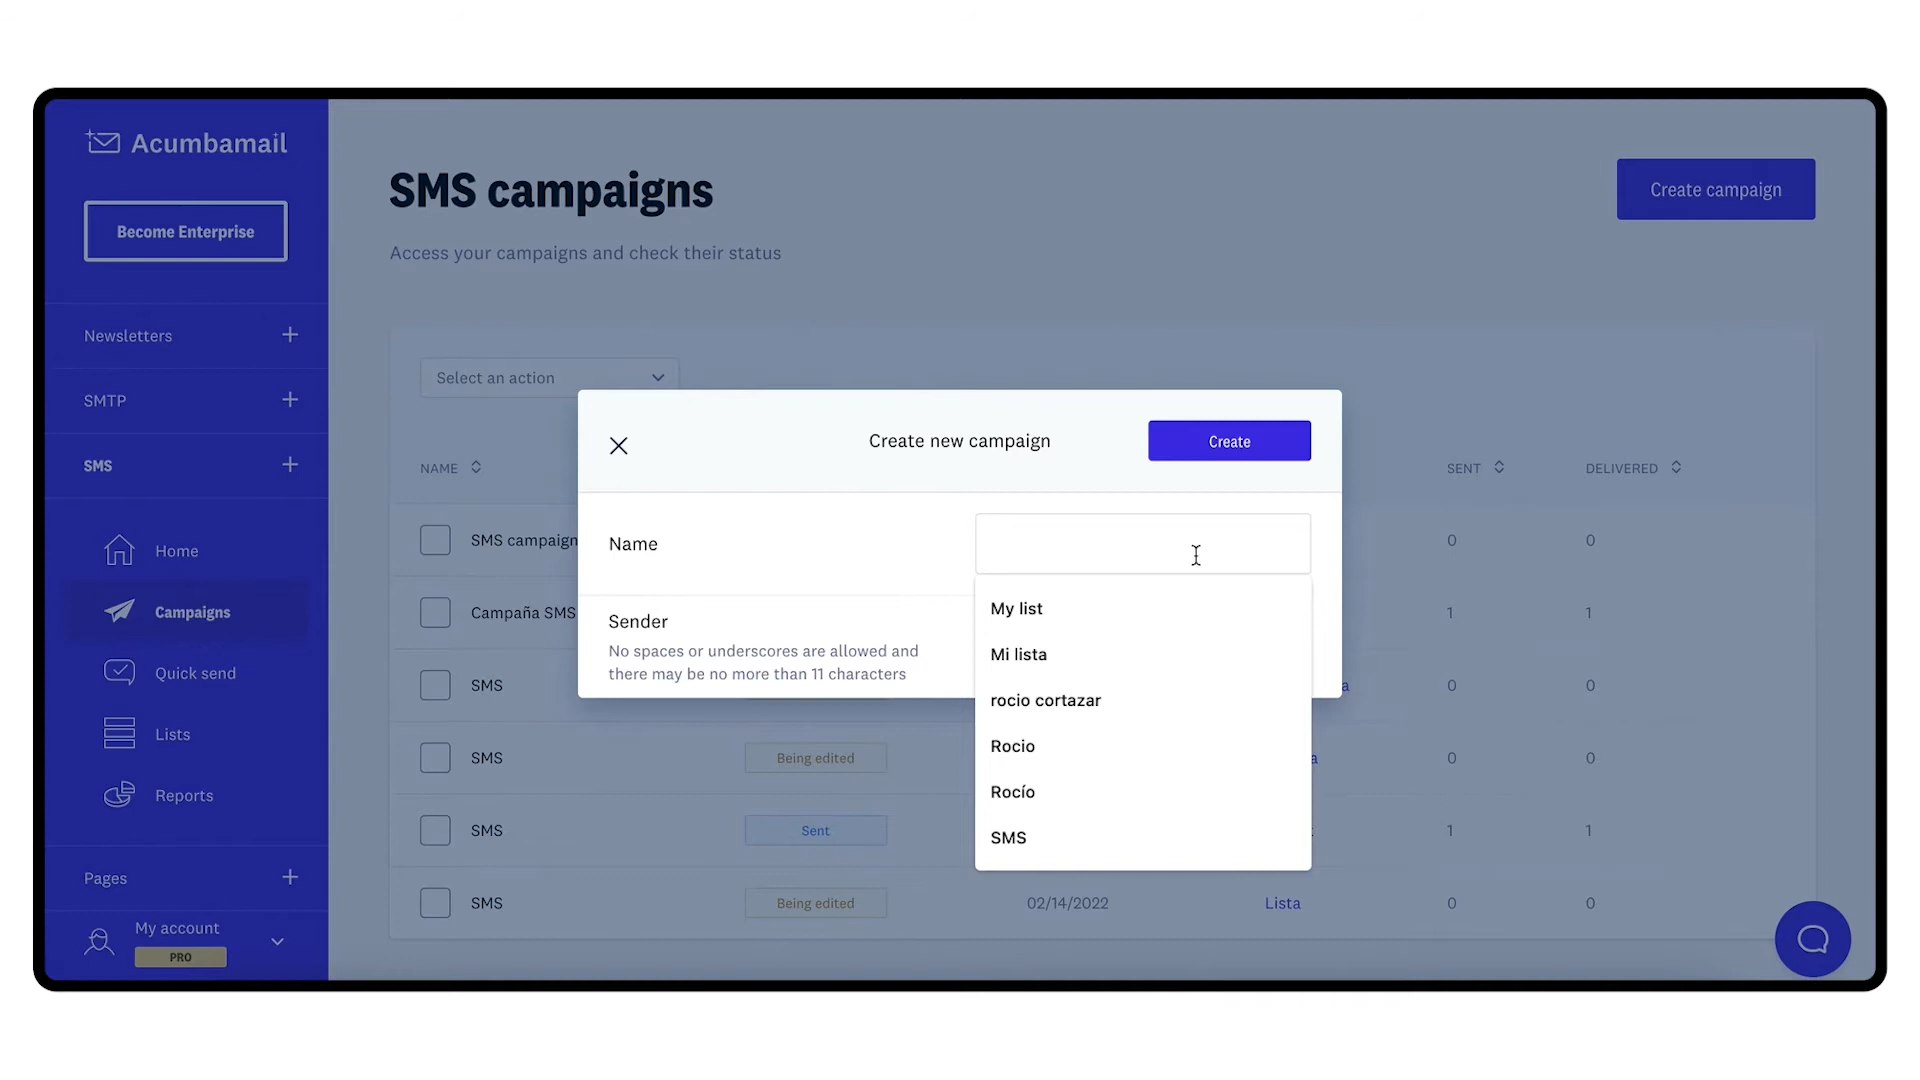 Acumbamail
Become Enterprise
Newsletters
SMTP
SMS
Home
Campaigns
Quick send
Lists
Reports
Pages
My account
PRO
SMS campaigns
Access your campaigns and check their status
Create campaign
Select an action
NAME SENT DELIVERED
SMS campaign 0 0
Campaña SMS 1 1
SMS a 0 0
SMS Being edited a 0 0
SMS Sent 1 1
SMS Being edited 02/14/2022 Lista 0 0
Create new campaign
Create
Name
Sender
No spaces or underscores are allowed and
there may be no more than 11 characters
My list
Mi lista
rocio cortazar
Rocio
Rocío
SMS